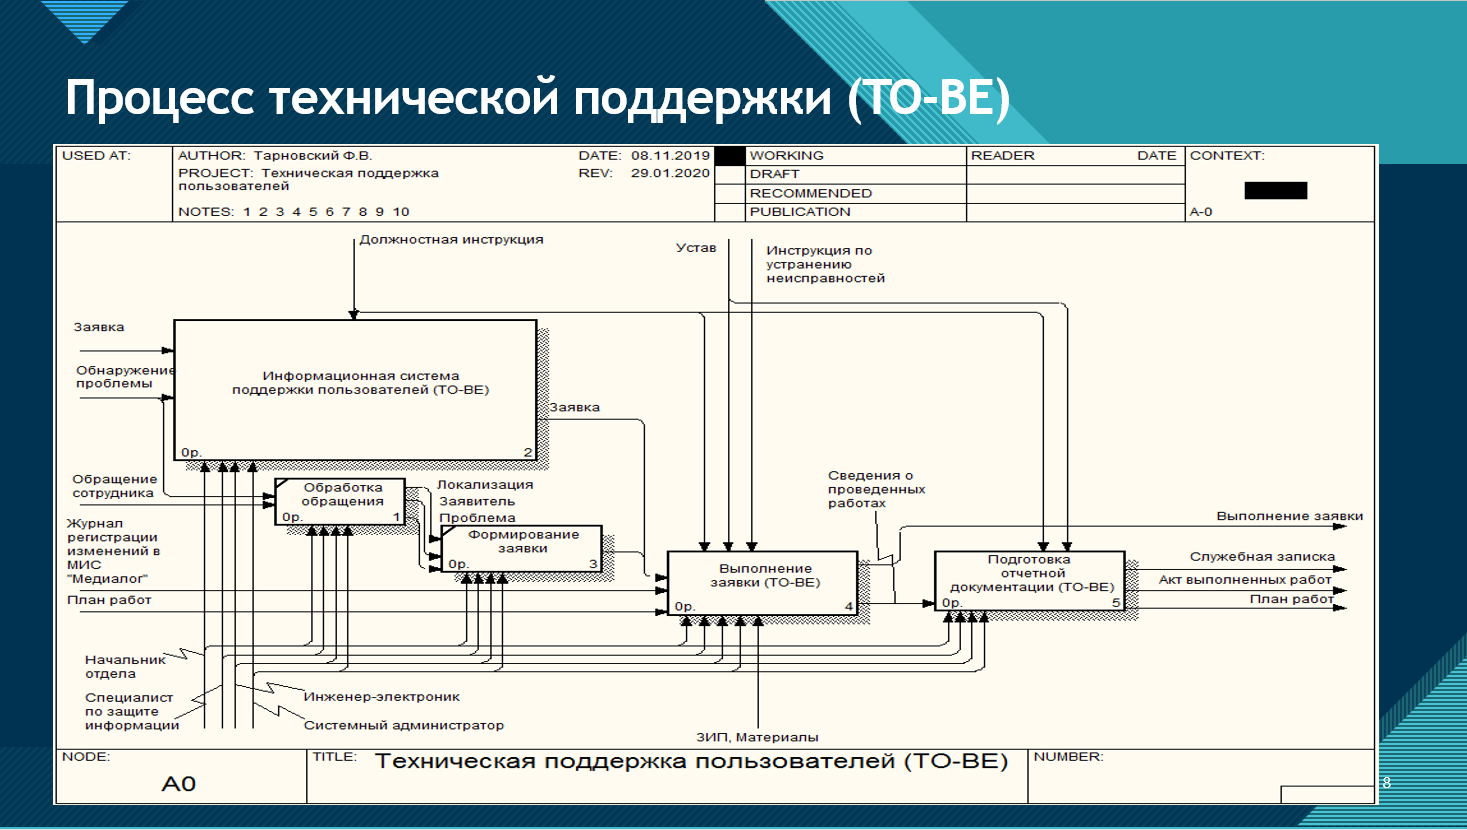 Процесс технической поддержки (TO-BE)
USED AT:
AUTHOR: Тарновский Ф.В.
DATE: 08.11.2019
PROJECT: Техническая поддержка
пользователей
REV: 29.01.2020
NOTES: 1 2 3 4 5 6 7 8 9 10
WORKING
DRAFT
RECOMMENDED
PUBLICATION
READER
DATE
CONTEXT:
A-0
Должностная инструкция
Устав
Инструкция по
устранению
неисправностей
Заявка
Обнаружение
проблемы
Информационная система
поддержки пользователей (TO-BE)
0р.
2
Заявка
Обращение
сотрудника
Обработка
обращения
0р.
1
Локализация
Заявитель
Проблема
Формирование
заявки
0р.
3
Сведения о
проведенных
работах
Журнал
регистрации
изменений в
МИС
"Медиалог"
План работ
Выполнение
заявки (TO-BE)
0р.
4
Подготовка
отчетной
документации (TO-BE)
0р.
5
Выполнение заявки
Служебная записка
Акт выполненных работ
План работ
Начальник
отдела
Специалист
по защите
информации
Инженер-электроник
Системный администратор
ЗИП, Материалы
NODE:
A0
TITLE:
Техническая поддержка пользователей (TO-BE)
NUMBER:
8